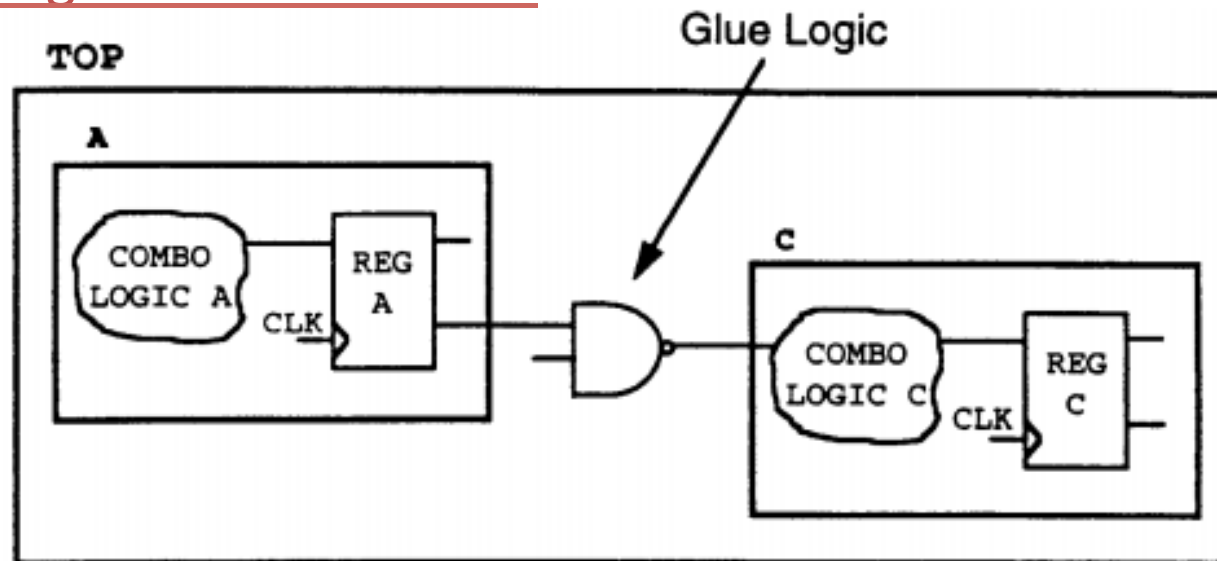 Glue Logic
TOP
A
COMBO
LOGIC A
REG
A
CLK
C
COMBO
LOGIC C
REG
C
CLK